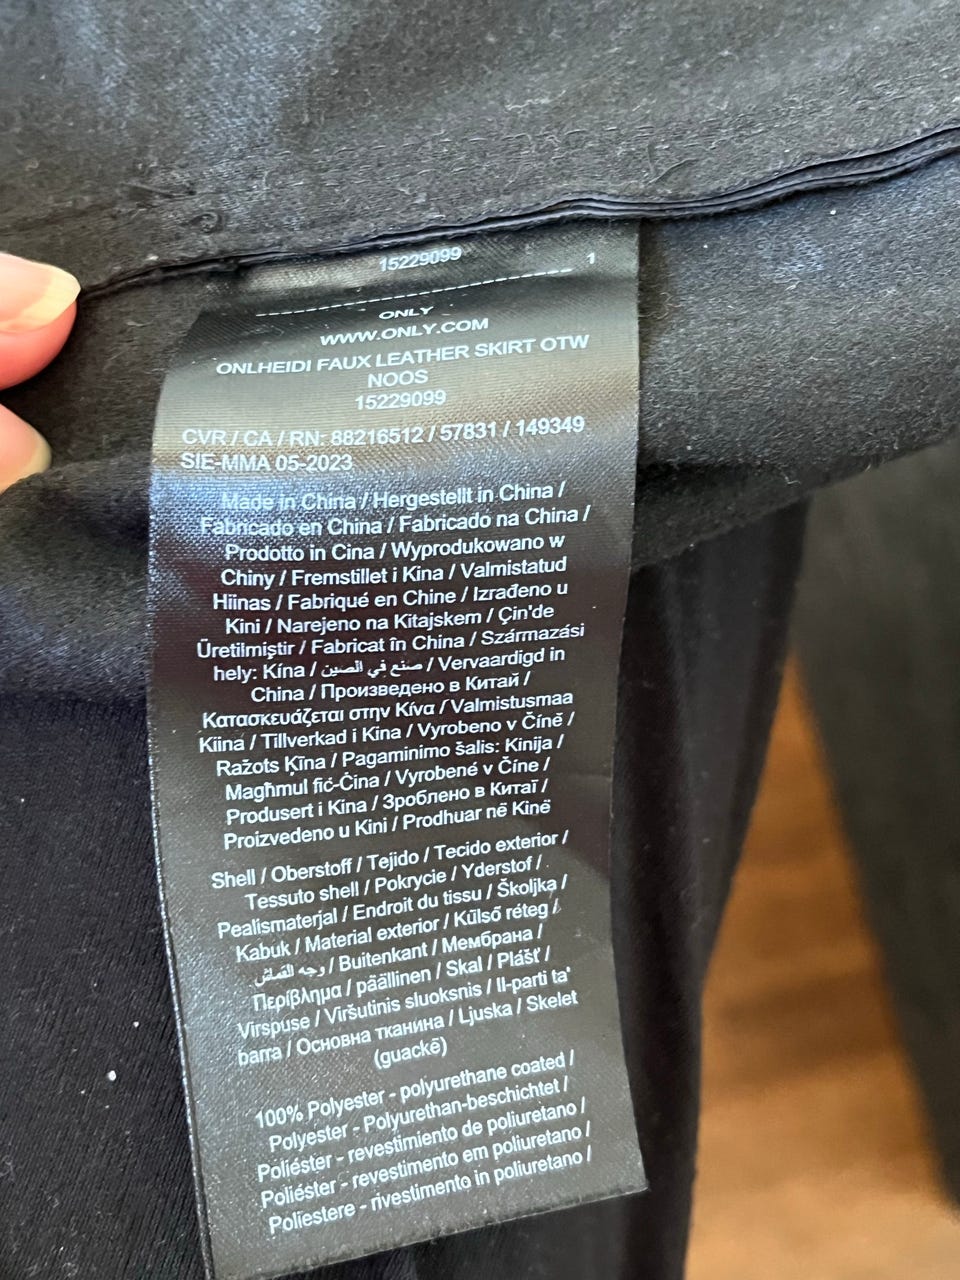 15229099
1
ONLY
WWW.ONLY.COM
ONLHEIDI FAUX LEATHER SKIRT OTW
NOOS
15229099
CVR / CA / RN: 88216512 / 57831 / 149349
SIE-MMA 05-2023
Made in China / Hergestellt in China /
Fabricado en China / Fabricado na China /
Prodotto in Cina / Wyprodukowano w
Chiny / Fremstillet i Kina / Valmistatud
Hiinas / Fabriqué en Chine / Izrađeno u
Kini / Narejeno na Kitajskem / Çin'de
Üretilmiştir / Fabricat în China / Származási
hely: Kína / صنع في الصين / Vervaardigd in
China / Произведено в Китай /
Κατασκευάζεται στην Κίνα / Valmistusmaa
Kiina / Tillverkad i Kina / Vyrobeno v Číně /
Ražots Ķīna / Pagaminimo šalis: Kinija /
Magħmul fiċ-Ċina / Vyrobené v Číne /
Produsert i Kina / Зроблено в Китаї /
Proizvedeno u Kini / Prodhuar në Kinë
Shell / Oberstoff / Tejido / Tecido exterior /
Tessuto shell / Pokrycie / Yderstof /
Pealismaterjal / Endroit du tissu / Školjka /
Kabuk / Material exterior / Külső réteg /
وجه القماش / Buitenkant / Мембрана /
Περίβλημα / päällinen / Skal / Plášť /
Virspuse / Viršutinis sluoksnis / Il-parti ta'
barra / Основна тканина / Ljuska / Skelet
(guackë)
100% Polyester - polyurethane coated /
Polyester - Polyurethan-beschichtet /
Poliéster - revestimiento de poliuretano /
Poliéster - revestimento em poliuretano /
Poliestere - rivestimento in poliuretano /